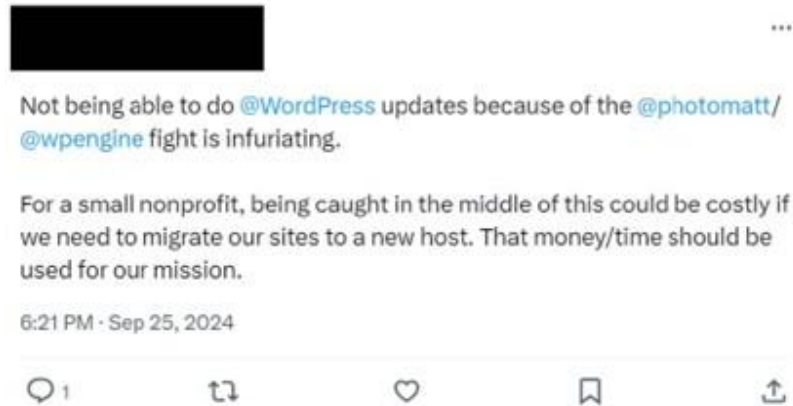 Not being able to do @WordPress updates because of the @photomatt/
@wpengine fight is infuriating.
For a small nonprofit, being caught in the middle of this could be costly if
we need to migrate our sites to a new host. That money/time should be
used for our mission.
6:21 PM · Sep 25, 2024
1